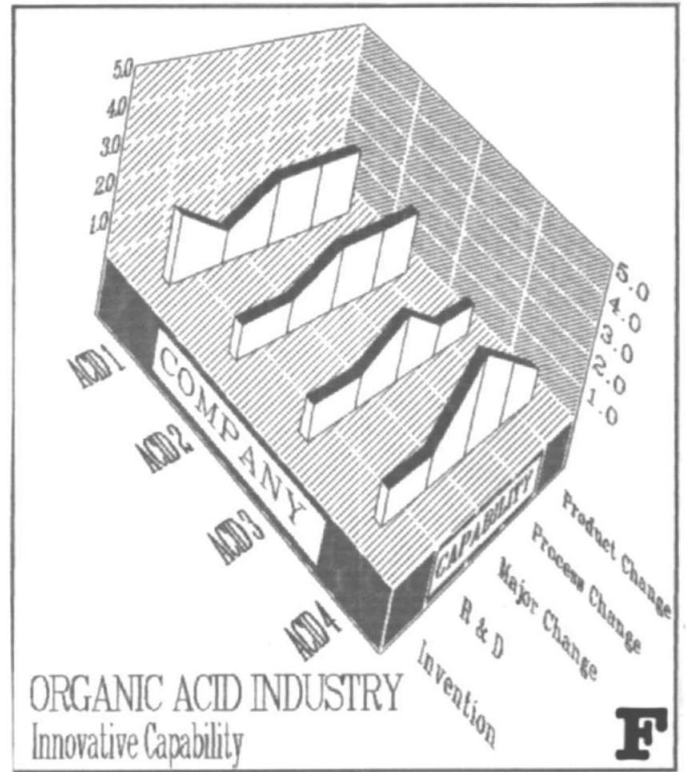 5.0
4.0
3.0
2.0
1.0
5.0
4.0
3.0
2.0
1.0
ACID 1
ACID 2
ACID 3
ACID 4
COMPANY
CAPABILITY
Product Change
Process Change
Major Change
R & D
Invention
ORGANIC ACID INDUSTRY
Innovative Capability
F